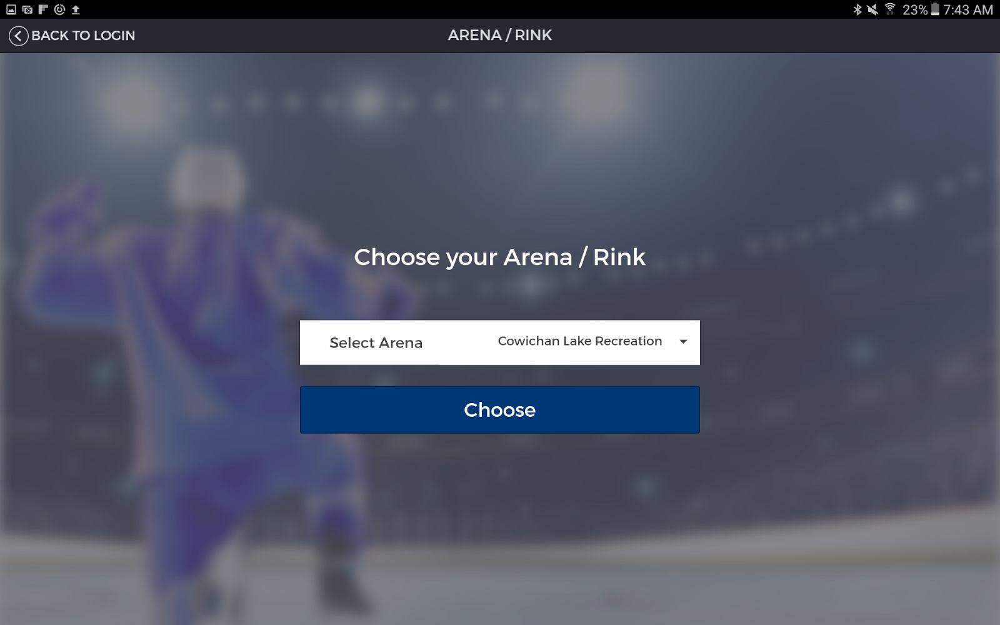 23% 7:43 AM
BACK TO LOGIN
ARENA / RINK
Choose your Arena / Rink
Select Arena
Cowichan Lake Recreation
Choose